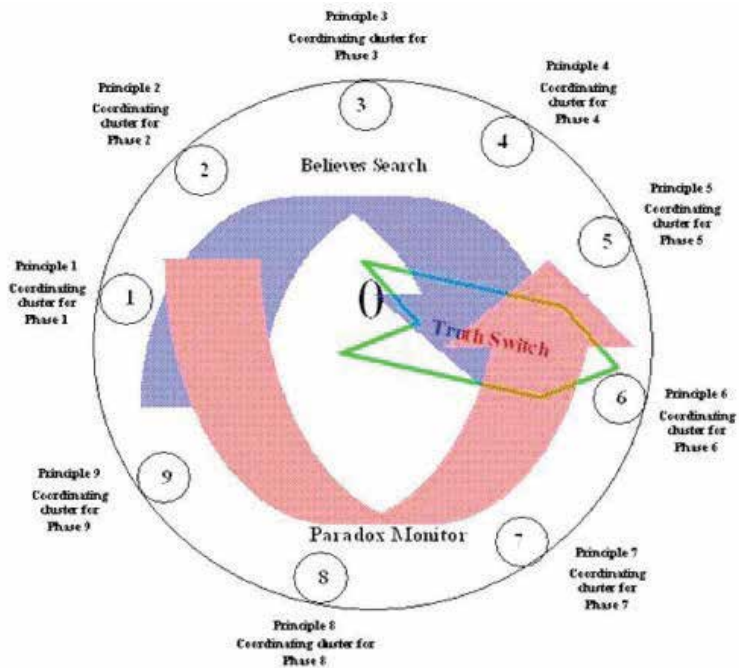 Principle 3
Coordinating cluster for
Phase 3
Principle 4
Coordinating
cluster for
Phase 4
Principle 2
Coordinating
cluster for
Phase 2
3
4
2
Believes Search
Principle 5
Coordinating
cluster for
Phase 5
5
Principle 1
Coordinating
cluster for
Phase 1
1
0
Truth Switch
Principle 6
Coordinating
cluster for
Phase 6
6
Principle 9
Coordinating
cluster for
Phase 9
9
Paradox Monitor
7
Principle 7
Coordinating
cluster for
Phase 7
8
Principle 8
Coordinating cluster for
Phase 8